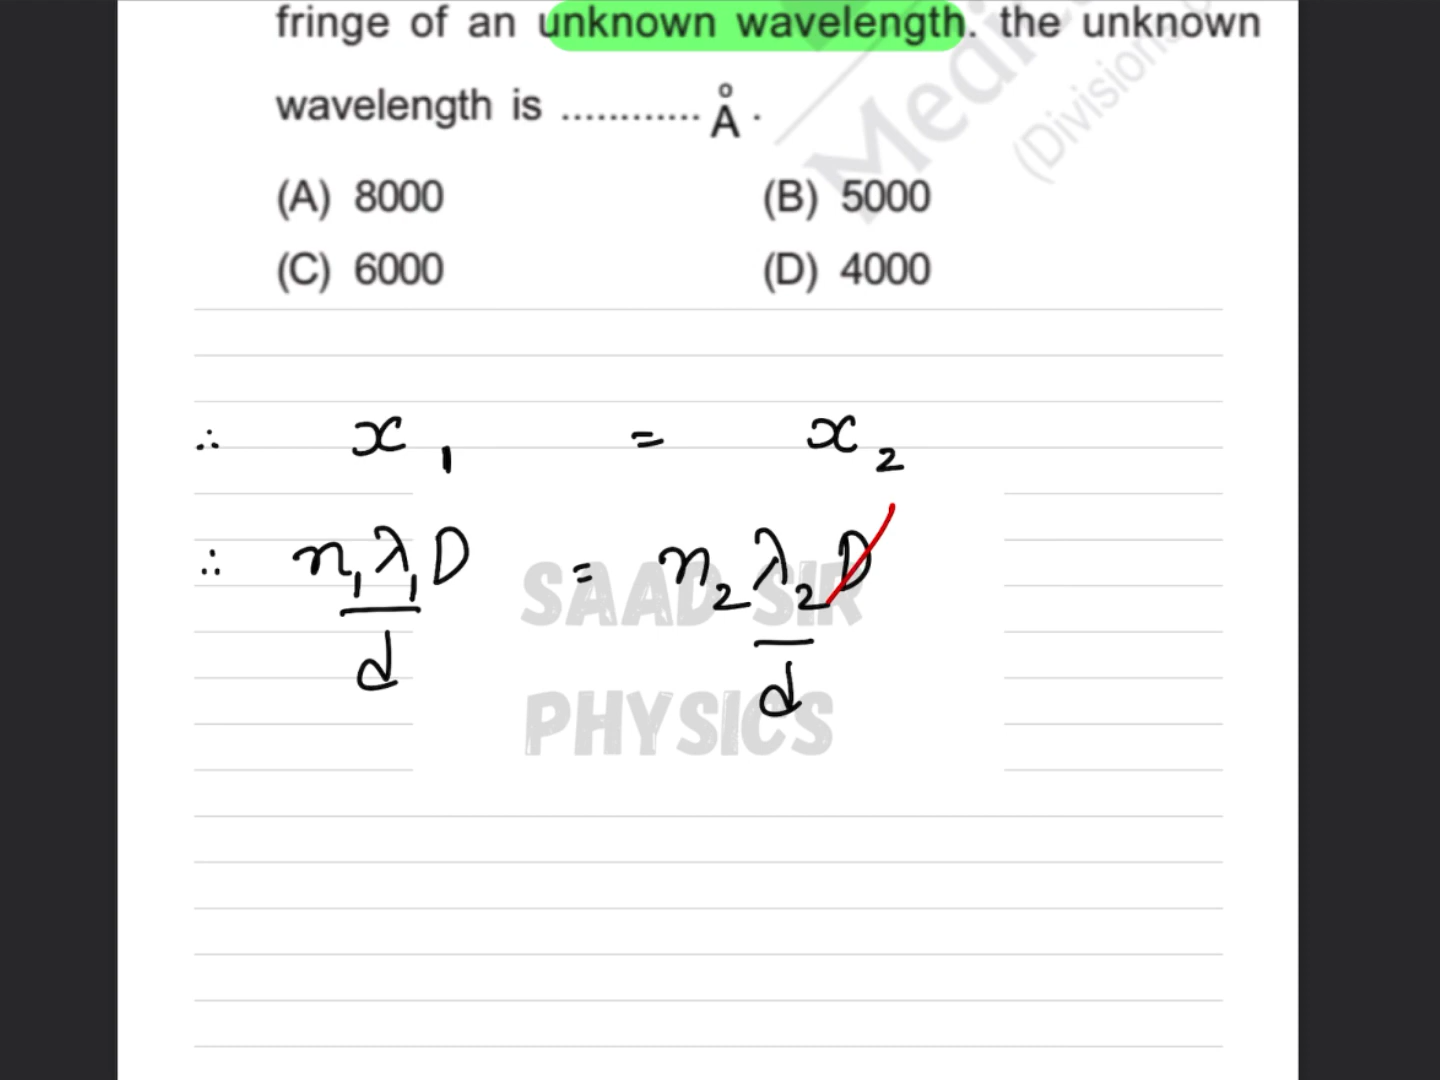 fringe of an unknown wavelength. the unknown
wavelength is ............ Å .
(A) 8000 (B) 5000
(C) 6000 (D) 4000
∴ x₁ = x₂
∴ n₁λ₁D = n₂λ₂D
d d
SAAD SIR
PHYSICS
(Divisions